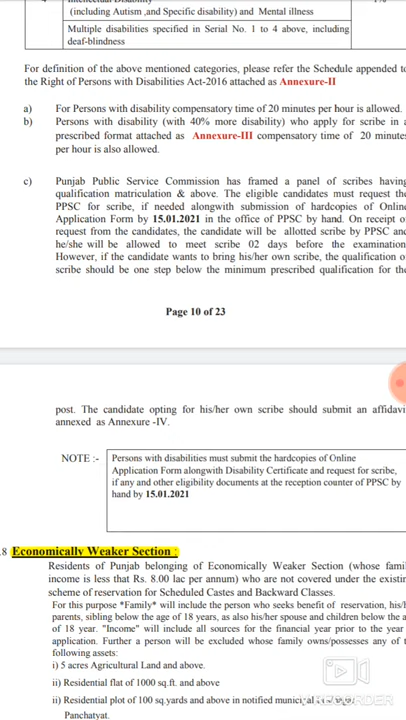 4 Intellectual Disability 1%
(including Autism ,and Specific disability) and Mental illness
Multiple disabilities specified in Serial No. 1 to 4 above, including
deaf-blindness
For definition of the above mentioned categories, please refer the Schedule appended to
the Right of Persons with Disabilities Act-2016 attached as Annexure-II
a) For Persons with disability compensatory time of 20 minutes per hour is allowed.
b) Persons with disability (with 40% more disability) who apply for scribe in a
prescribed format attached as Annexure-III compensatory time of 20 minutes
per hour is also allowed.
c) Punjab Public Service Commission has framed a panel of scribes having
qualification matriculation & above. The eligible candidates must request the
PPSC for scribe, if needed alongwith submission of hardcopies of Online
Application Form by 15.01.2021 in the office of PPSC by hand. On receipt o
request from the candidates, the candidate will be allotted scribe by PPSC and
he/she will be allowed to meet scribe 02 days before the examination
However, if the candidate wants to bring his/her own scribe, the qualification o
scribe should be one step below the minimum prescribed qualification for the
Page 10 of 23
post. The candidate opting for his/her own scribe should submit an affidavi
annexed as Annexure -IV.
NOTE :- Persons with disabilities must submit the hardcopies of Online
Application Form alongwith Disability Certificate and request for scribe,
if any and other eligibility documents at the reception counter of PPSC by
hand by 15.01.2021
.8 Economically Weaker Section :
Residents of Punjab belonging of Economically Weaker Section (whose famil
income is less that Rs. 8.00 lac per annum) who are not covered under the existin
scheme of reservation for Scheduled Castes and Backward Classes.
For this purpose *Family* will include the person who seeks benefit of reservation, his/h
parents, sibling below the age of 18 years, as also his/her spouse and children below the a
of 18 year. "Income" will include all sources for the financial year prior to the year
application. Further a person will be excluded whose family owns/possesses any of t
following assets:
i) 5 acres Agricultural Land and above.
ii) Residential flat of 1000 sq.ft. and above
ii) Residential plot of 100 sq.yards and above in notified municipal
Panchatyat.